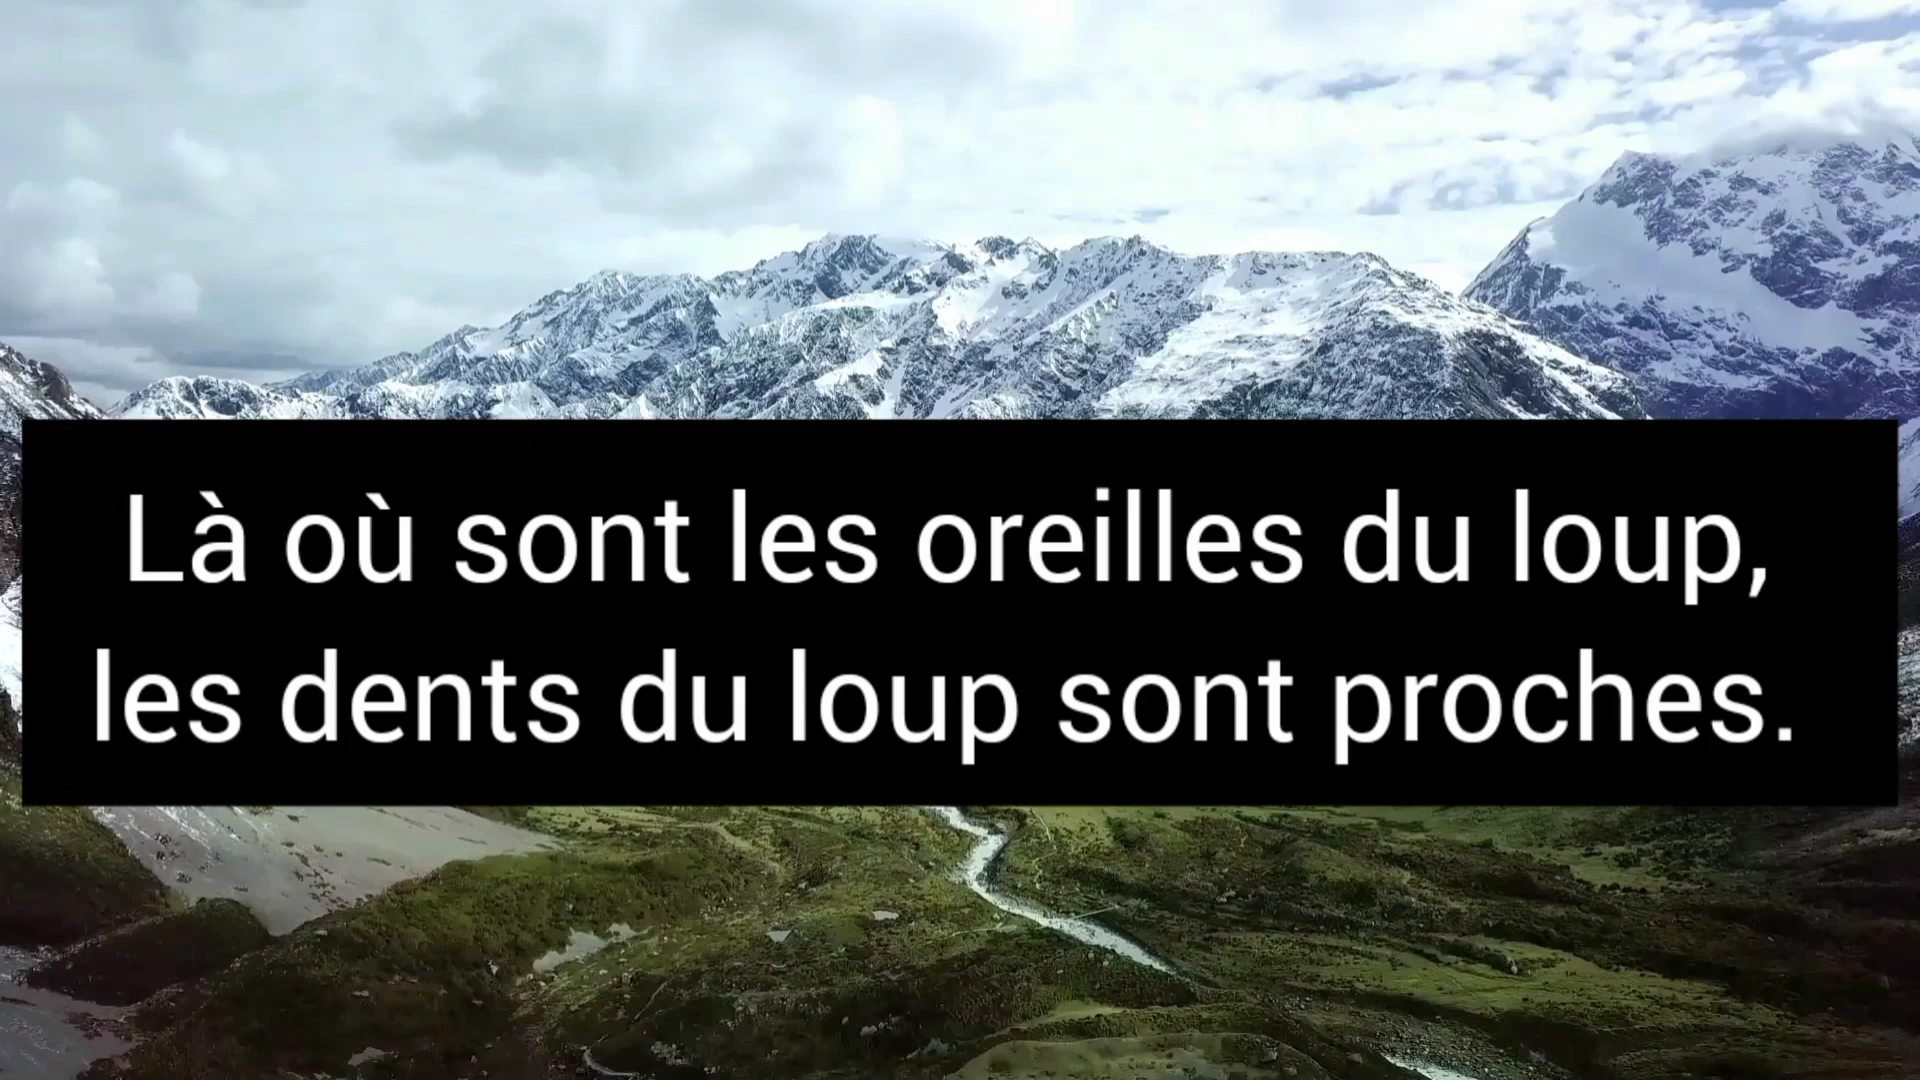 Là où sont les oreilles du loup,
les dents du loup sont proches.